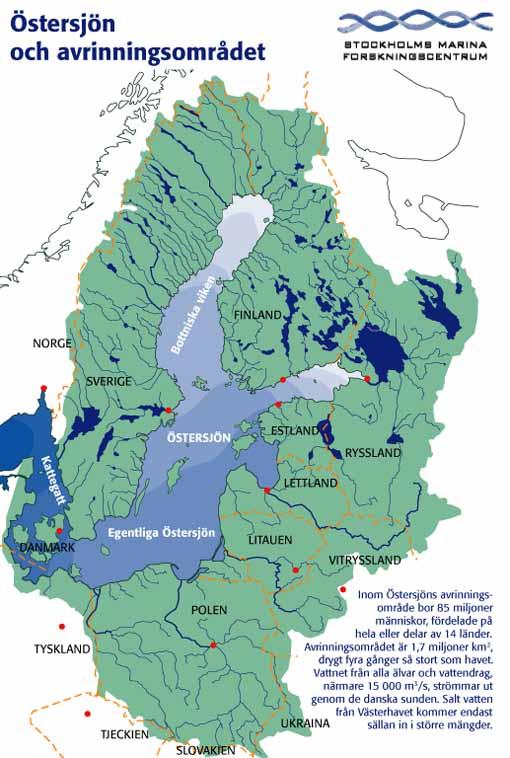 Östersjön
och avrinningsområdet
STOCKHOLMS MARINA
FORSKNINGSCENTRUM
Bottniska viken
FINLAND
NORGE
SVERIGE
ÖSTERSJÖN
ESTLAND
RYSSLAND
Kattegatt
LETTLAND
Egentliga Östersjön
LITAUEN
DANMARK
VITRYSSLAND
POLEN
TYSKLAND
UKRAINA
TJECKIEN
SLOVAKIEN
Inom Östersjöns avrinnings-
område bor 85 miljoner
människor, fördelade på
hela eller delar av 14 länder.
Avrinningsområdet är 1,7 miljoner km²,
drygt fyra gånger så stort som havet.
Vattnet från alla älvar och vattendrag,
närmare 15 000 m³/s, strömmar ut
genom de danska sunden. Salt vatten
från Västerhavet kommer endast
sällan in i större mängder.